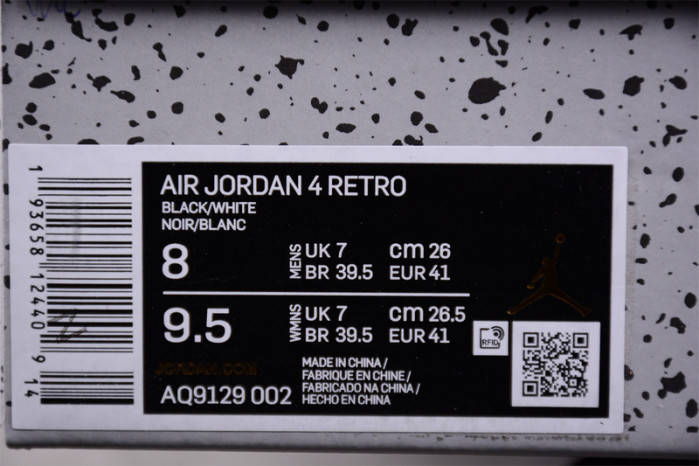 AIR JORDAN 4 RETRO
BLACK/WHITE
NOIR/BLANC
8 MENS UK 7 CM 26
BR 39.5 EUR 41
9.5 WMNS UK 7 CM 26.5
BR 39.5 EUR 41
RFID
JORDAN.COM
AQ9129 002
MADE IN CHINA /
FABRIQUE EN CHINE /
FABRICADO NA CHINA /
HECHO EN CHINA
1 93658 12440 9 14